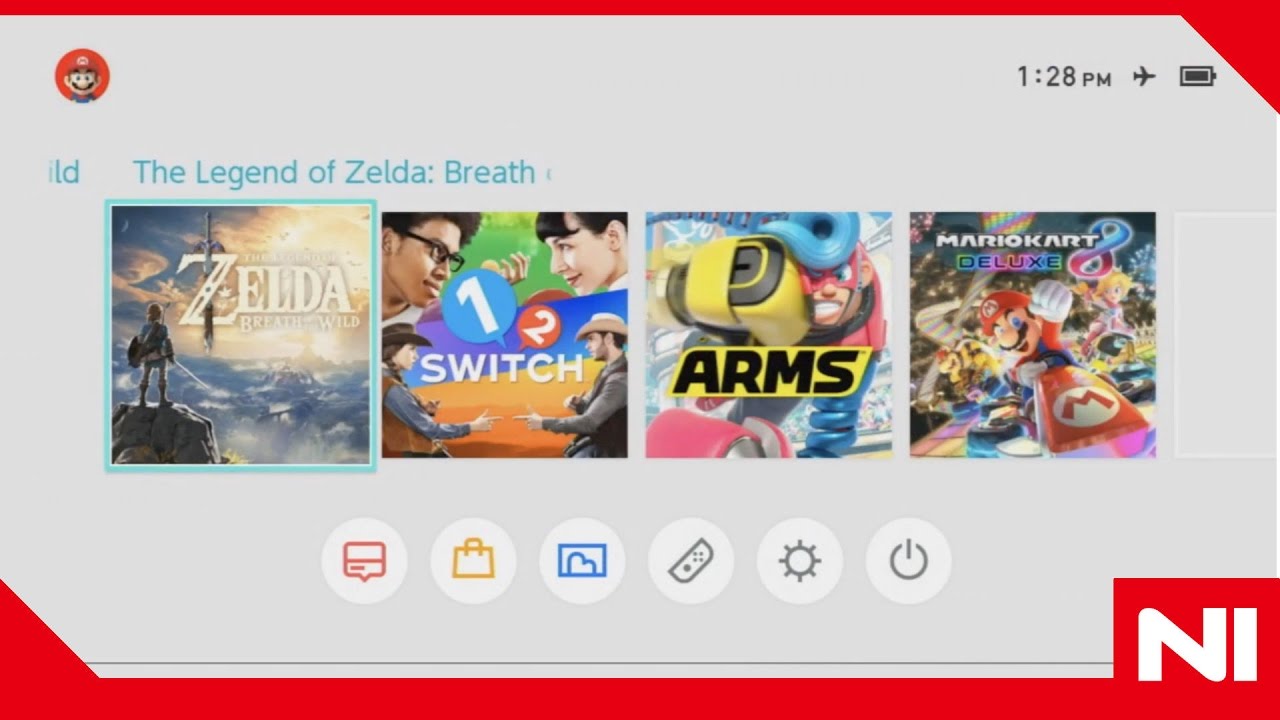 1:28 PM
ild The Legend of Zelda: Breath
THE LEGEND OF
ZELDA
BREATH OF THE WILD
1 2
SWITCH
ARMS
MARIOKART 8
DELUXE
M
NI